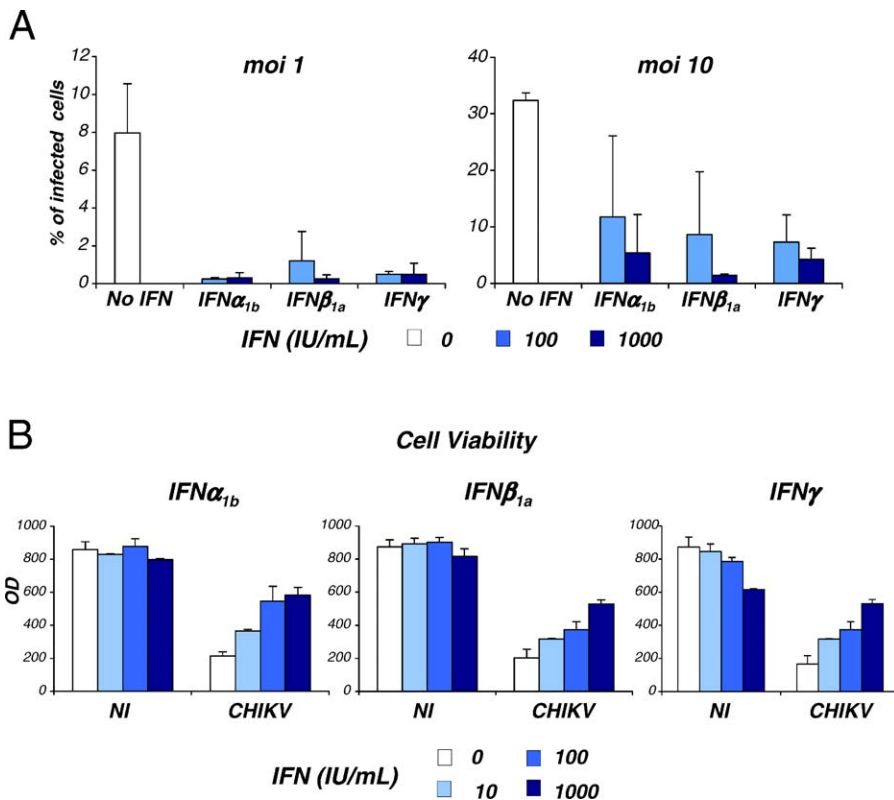 A
moi 1
moi 10
% of infected cells
12
10
8
6
4
2
0
40
30
20
10
0
No IFN IFNα1b IFNβ1a IFNγ
No IFN IFNα1b IFNβ1a IFNγ
IFN (IU/mL) 0 100 1000
B
Cell Viability
IFNα1b IFNβ1a IFNγ
OD
1000
800
600
400
200
0
1000
800
600
400
200
0
1000
800
600
400
200
0
NI CHIKV NI CHIKV NI CHIKV
IFN (IU/mL)
0 100
10 1000